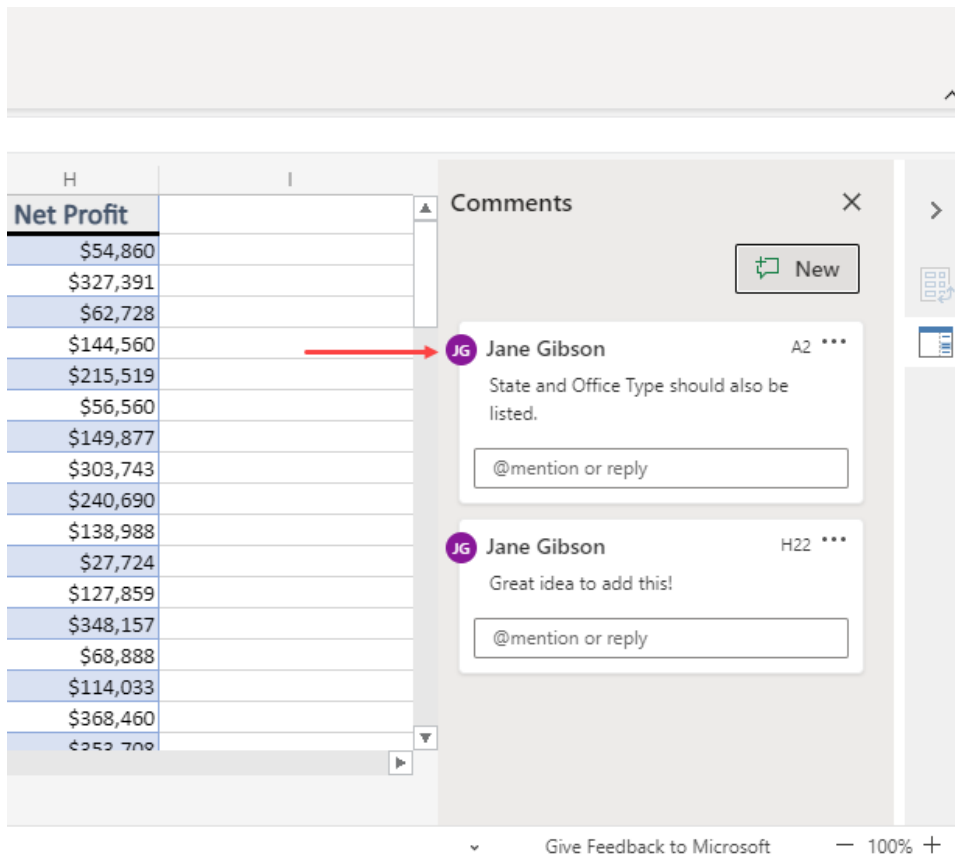 H I
Net Profit
$54,860
$327,391
$62,728
$144,560
$215,519
$56,560
$149,877
$303,743
$240,690
$138,988
$27,724
$127,859
$348,157
$68,888
$114,033
$368,460
$353,708
Comments
New
JG Jane Gibson A2
State and Office Type should also be
listed.
@mention or reply
JG Jane Gibson H22
Great idea to add this!
@mention or reply
Give Feedback to Microsoft 100%